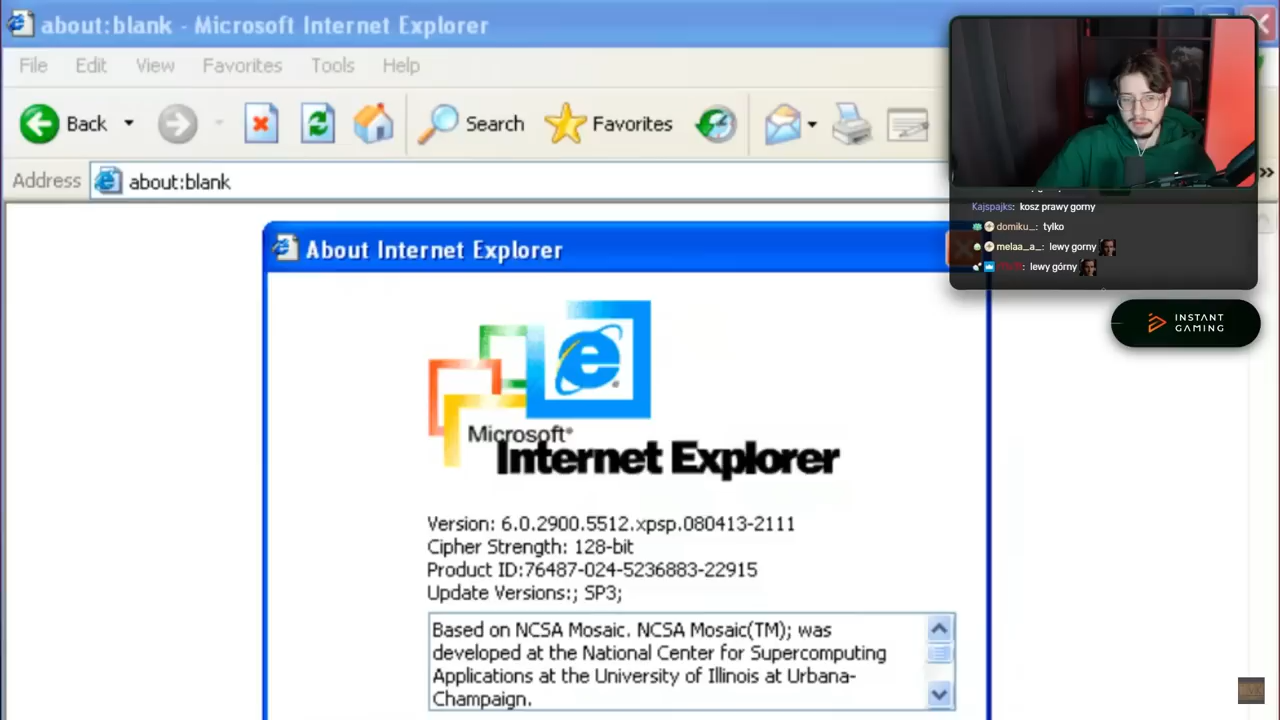 about:blank - Microsoft Internet Explorer
File Edit View Favorites Tools Help
Back Search Favorites
Address about:blank
Kajspajks: kosz prawy gorny
domiku_: tylko
melaa_a_: lewy gorny
lewy górny
INSTANT
GAMING
About Internet Explorer
Microsoft®
Internet Explorer
Version: 6.0.2900.5512.xpsp.080413-2111
Cipher Strength: 128-bit
Product ID:76487-024-5236883-22915
Update Versions:; SP3;
Based on NCSA Mosaic. NCSA Mosaic(TM); was
developed at the National Center for Supercomputing
Applications at the University of Illinois at Urbana-
Champaign.